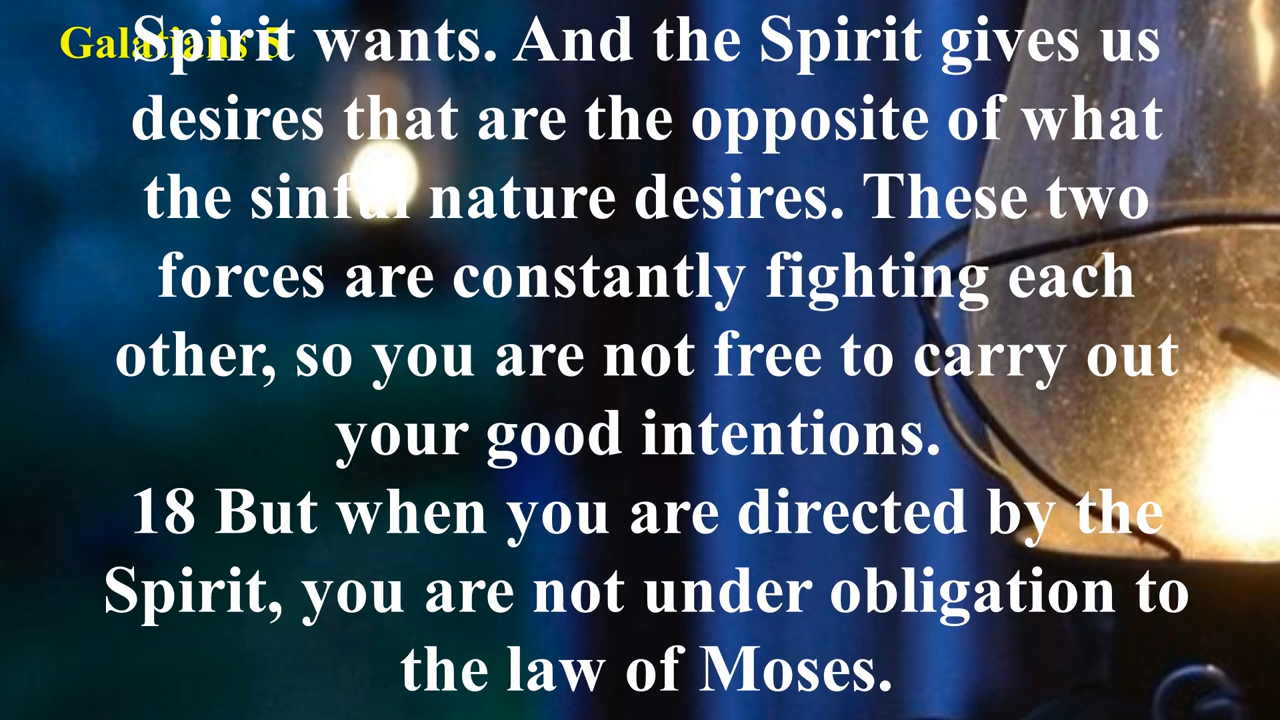 Galatians 5
Spirit wants. And the Spirit gives us
desires that are the opposite of what
the sinful nature desires. These two
forces are constantly fighting each
other, so you are not free to carry out
your good intentions.
18 But when you are directed by the
Spirit, you are not under obligation to
the law of Moses.